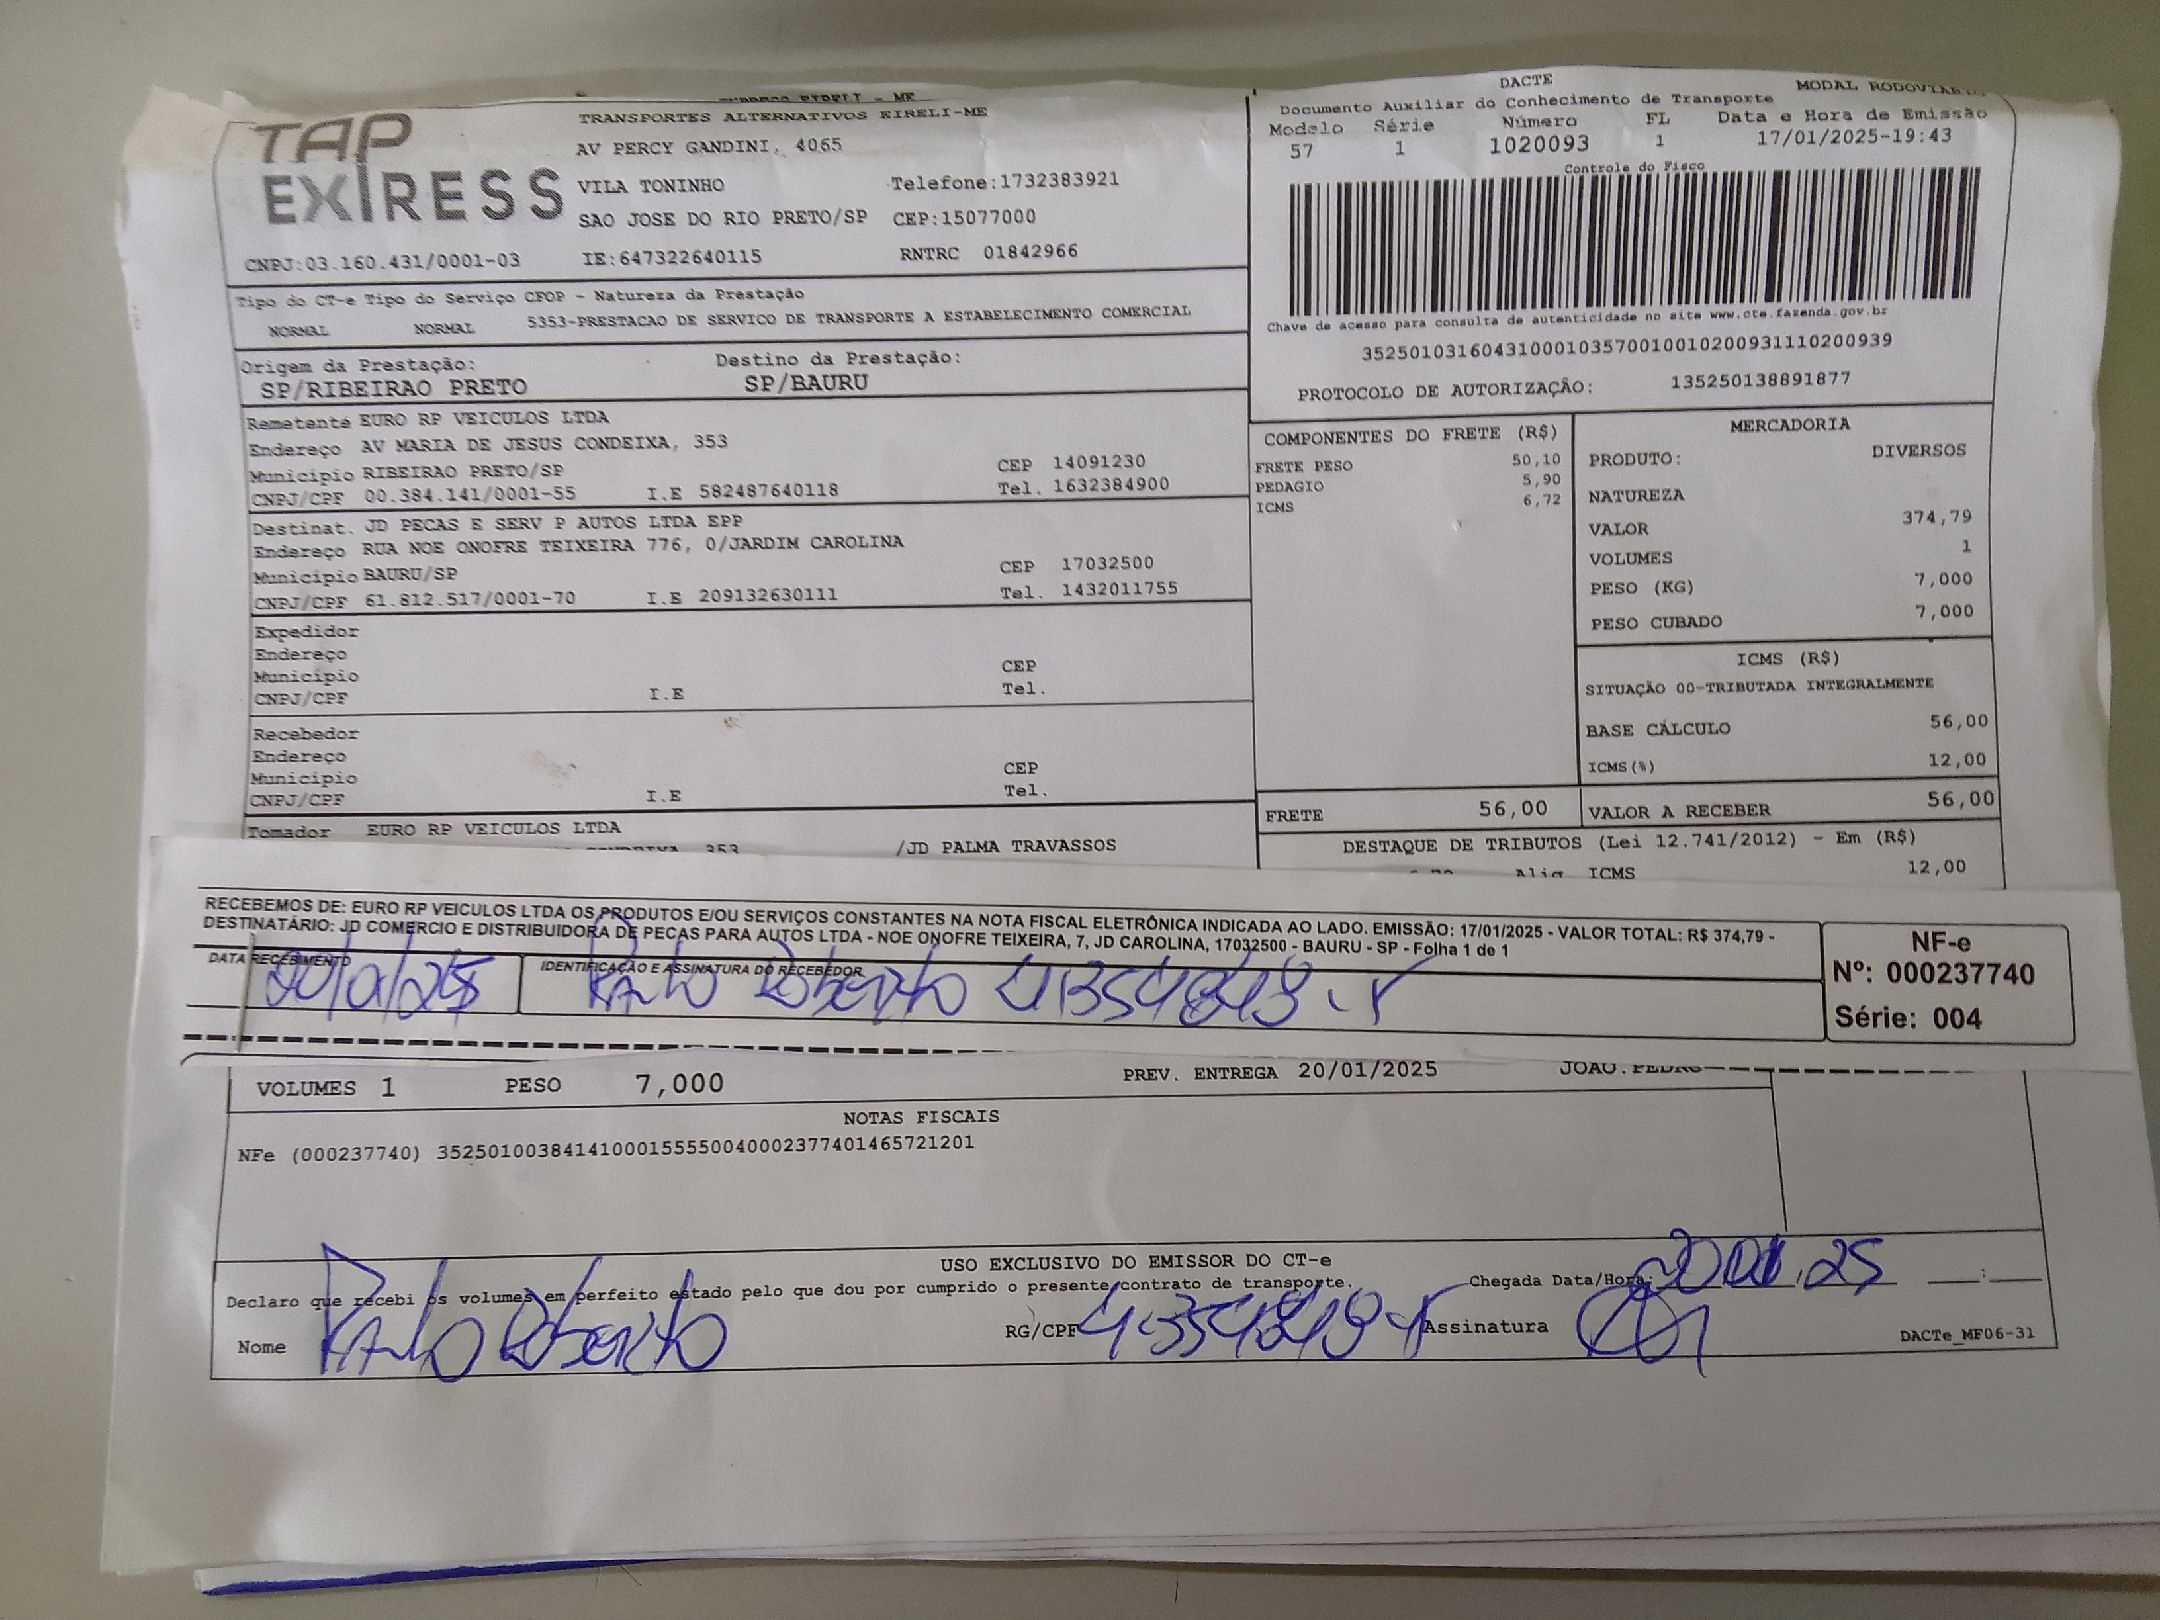 TAP
EXIRESS
TRANSPORTES ALTERNATIVOS EIRELI-ME
AV PERCY GANDINI, 4065
VILA TONINHO Telefone:1732383921
SAO JOSE DO RIO PRETO/SP CEP:15077000
CNPJ:03.160.431/0001-03 IE:647322640115 RNTRC 01842966
DACTE MODAL RODOVIARIO
Documento Auxiliar do Conhecimento de Transporte
Modelo Série Número FL Data e Hora de Emissão
57 1 1020093 1 17/01/2025-19:43
Controle do Fisco
Chave de acesso para consulta de autenticidade no site www.cte.fazenda.gov.br
35250103160431000103570010010200931110200939
PROTOCOLO DE AUTORIZAÇÃO: 135250138891877
Tipo do CT-e Tipo do Serviço CFOP - Natureza da Prestação
NORMAL NORMAL 5353-PRESTACAO DE SERVICO DE TRANSPORTE A ESTABELECIMENTO COMERCIAL
Origem da Prestação: Destino da Prestação:
SP/RIBEIRAO PRETO SP/BAURU
Remetente EURO RP VEICULOS LTDA
Endereço AV MARIA DE JESUS CONDEIXA, 353
Município RIBEIRAO PRETO/SP CEP 14091230
CNPJ/CPF 00.384.141/0001-55 I.E 582487640118 Tel. 1632384900
Destinat. JD PECAS E SERV P AUTOS LTDA EPP
Endereço RUA NOE ONOFRE TEIXEIRA 776, 0/JARDIM CAROLINA
Município BAURU/SP CEP 17032500
CNPJ/CPF 61.812.517/0001-70 I.E 209132630111 Tel. 1432011755
Expedidor
Endereço
Município CEP
CNPJ/CPF I.E Tel.
Recebedor
Endereço
Município CEP
CNPJ/CPF I.E Tel.
Tomador EURO RP VEICULOS LTDA
353 /JD PALMA TRAVASSOS
COMPONENTES DO FRETE (R$)
FRETE PESO 50,10
PEDAGIO 5,90
ICMS 6,72
FRETE 56,00
MERCADORIA
PRODUTO: DIVERSOS
NATUREZA
VALOR 374,79
VOLUMES 1
PESO (KG) 7,000
PESO CUBADO 7,000
ICMS (R$)
SITUAÇÃO 00-TRIBUTADA INTEGRALMENTE
BASE CÁLCULO 56,00
ICMS(%) 12,00
VALOR A RECEBER 56,00
DESTAQUE DE TRIBUTOS (Lei 12.741/2012) - Em (R$)
Aliq. ICMS 12,00
RECEBEMOS DE: EURO RP VEICULOS LTDA OS PRODUTOS E/OU SERVIÇOS CONSTANTES NA NOTA FISCAL ELETRÔNICA INDICADA AO LADO. EMISSÃO: 17/01/2025 - VALOR TOTAL: R$ 374,79 -
DESTINATÁRIO: JD COMERCIO E DISTRIBUIDORA DE PECAS PARA AUTOS LTDA - NOE ONOFRE TEIXEIRA, 7, JD CAROLINA, 17032500 - BAURU - SP - Folha 1 de 1
DATA RECEBIMENTO IDENTIFICAÇÃO E ASSINATURA DO RECEBEDOR
20/01/25 Roberto
NF-e
Nº: 000237740
Série: 004
VOLUMES 1 PESO 7,000 PREV. ENTREGA 20/01/2025 JOAO.PEDRO
NOTAS FISCAIS
NFe (000237740) 35250100384141000155550040002377401465721201
USO EXCLUSIVO DO EMISSOR DO CT-e
Declaro que recebi os volumes em perfeito estado pelo que dou por cumprido o presente contrato de transporte. Chegada Data/Hora: 20.01.25 __:__
Nome Roberto RG/CPF Assinatura DACTe_MF06-31